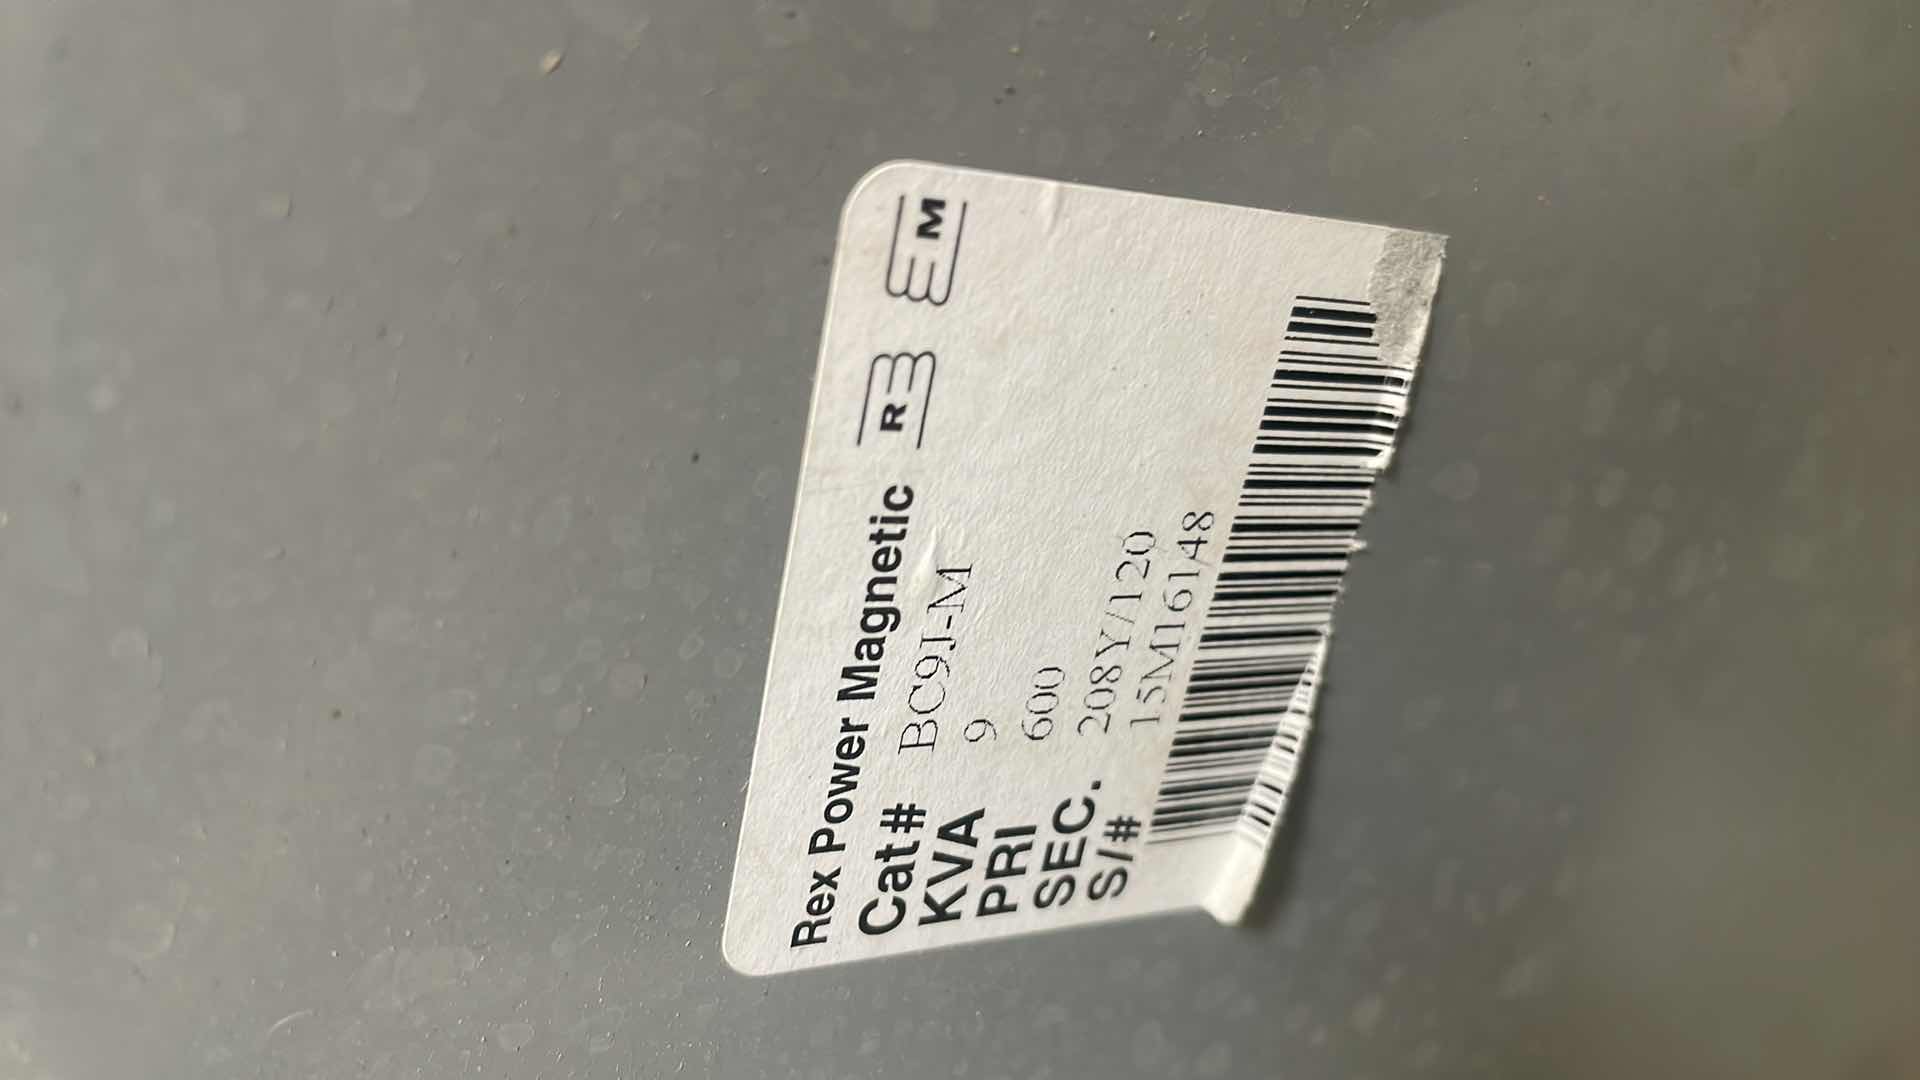 Rex Power Magnetic R M
Cat# BC9J-M
KVA 9
PRI 600
SEC. 208Y/120
S/# 15M16148